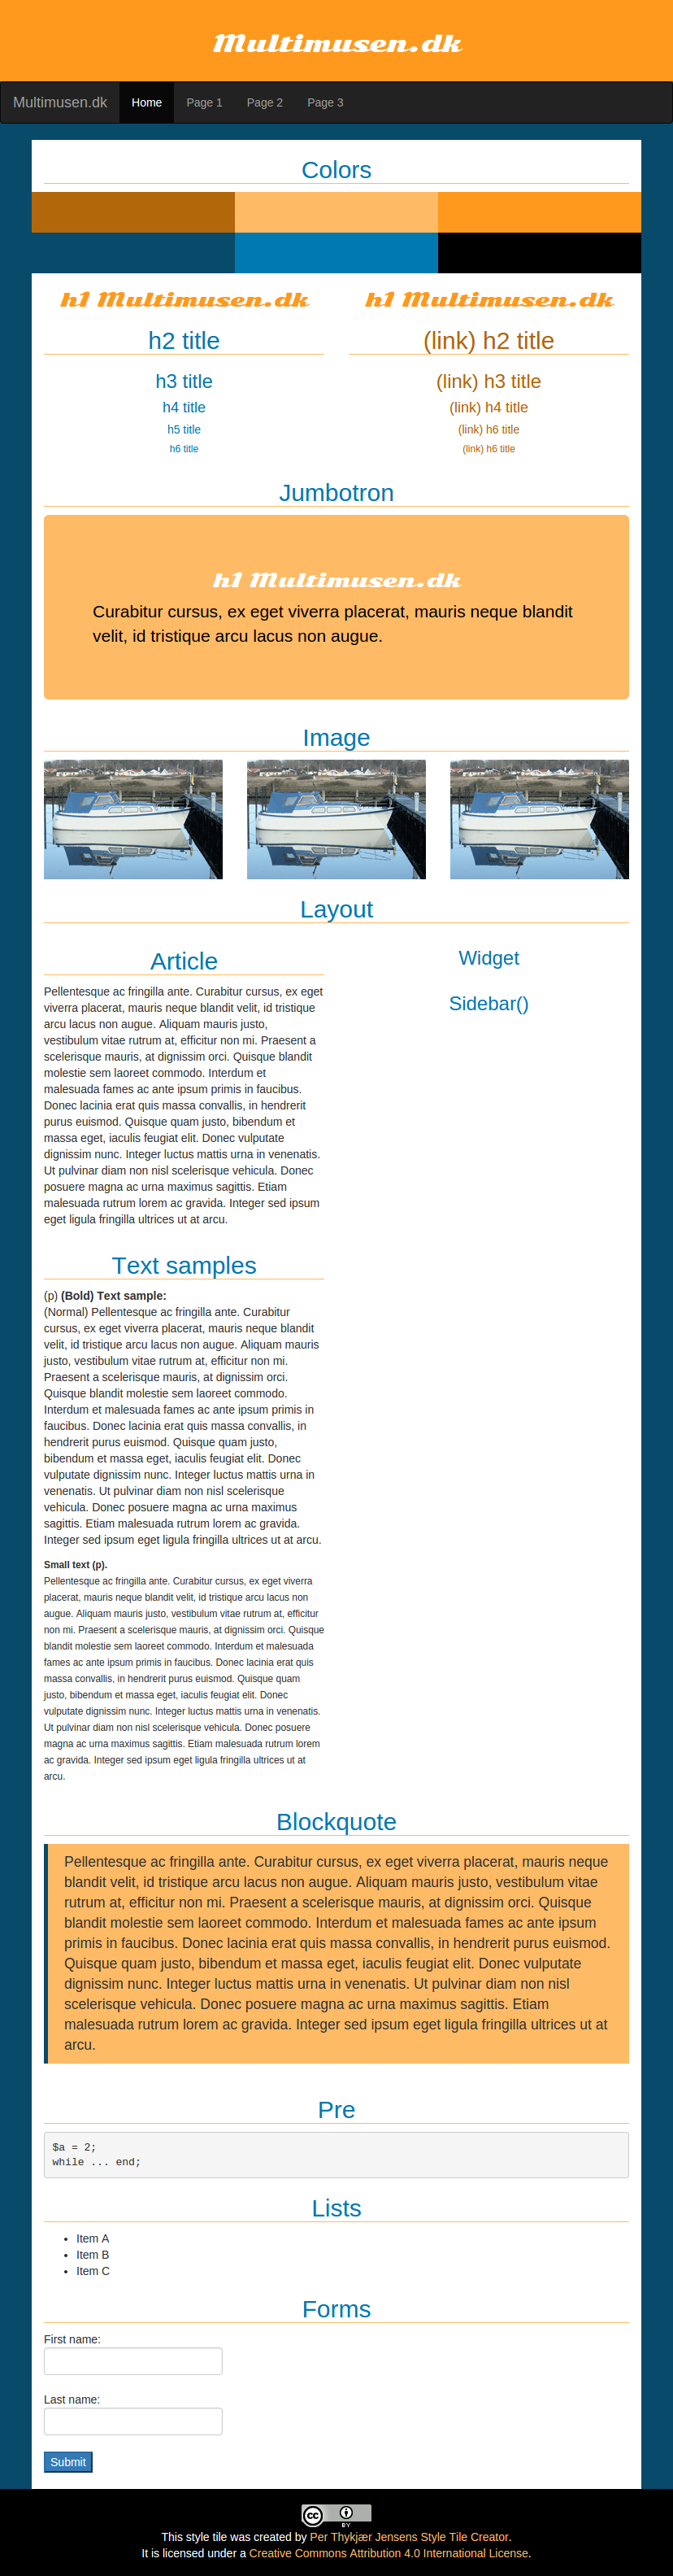 Multimusen.dk
Multimusen.dk Home Page 1 Page 2 Page 3
Colors
h1 Multimusen.dk
h2 title
h3 title
h4 title
h5 title
h6 title
h1 Multimusen.dk
(link) h2 title
(link) h3 title
(link) h4 title
(link) h6 title
(link) h6 title
Jumbotron
h1 Multimusen.dk
Curabitur cursus, ex eget viverra placerat, mauris neque blandit
velit, id tristique arcu lacus non augue.
Image
Layout
Article
Pellentesque ac fringilla ante. Curabitur cursus, ex eget
viverra placerat, mauris neque blandit velit, id tristique
arcu lacus non augue. Aliquam mauris justo,
vestibulum vitae rutrum at, efficitur non mi. Praesent a
scelerisque mauris, at dignissim orci. Quisque blandit
molestie sem laoreet commodo. Interdum et
malesuada fames ac ante ipsum primis in faucibus.
Donec lacinia erat quis massa convallis, in hendrerit
purus euismod. Quisque quam justo, bibendum et
massa eget, iaculis feugiat elit. Donec vulputate
dignissim nunc. Integer luctus mattis urna in venenatis.
Ut pulvinar diam non nisl scelerisque vehicula. Donec
posuere magna ac urna maximus sagittis. Etiam
malesuada rutrum lorem ac gravida. Integer sed ipsum
eget ligula fringilla ultrices ut at arcu.
Text samples
(p) (Bold) Text sample:
(Normal) Pellentesque ac fringilla ante. Curabitur
cursus, ex eget viverra placerat, mauris neque blandit
velit, id tristique arcu lacus non augue. Aliquam mauris
justo, vestibulum vitae rutrum at, efficitur non mi.
Praesent a scelerisque mauris, at dignissim orci.
Quisque blandit molestie sem laoreet commodo.
Interdum et malesuada fames ac ante ipsum primis in
faucibus. Donec lacinia erat quis massa convallis, in
hendrerit purus euismod. Quisque quam justo,
bibendum et massa eget, iaculis feugiat elit. Donec
vulputate dignissim nunc. Integer luctus mattis urna in
venenatis. Ut pulvinar diam non nisl scelerisque
vehicula. Donec posuere magna ac urna maximus
sagittis. Etiam malesuada rutrum lorem ac gravida.
Integer sed ipsum eget ligula fringilla ultrices ut at arcu.
Small text (p).
Pellentesque ac fringilla ante. Curabitur cursus, ex eget viverra
placerat, mauris neque blandit velit, id tristique arcu lacus non
augue. Aliquam mauris justo, vestibulum vitae rutrum at, efficitur
non mi. Praesent a scelerisque mauris, at dignissim orci. Quisque
blandit molestie sem laoreet commodo. Interdum et malesuada
fames ac ante ipsum primis in faucibus. Donec lacinia erat quis
massa convallis, in hendrerit purus euismod. Quisque quam
justo, bibendum et massa eget, iaculis feugiat elit. Donec
vulputate dignissim nunc. Integer luctus mattis urna in venenatis.
Ut pulvinar diam non nisl scelerisque vehicula. Donec posuere
magna ac urna maximus sagittis. Etiam malesuada rutrum lorem
ac gravida. Integer sed ipsum eget ligula fringilla ultrices ut at
arcu.
Widget
Sidebar()
Blockquote
Pellentesque ac fringilla ante. Curabitur cursus, ex eget viverra placerat, mauris neque
blandit velit, id tristique arcu lacus non augue. Aliquam mauris justo, vestibulum vitae
rutrum at, efficitur non mi. Praesent a scelerisque mauris, at dignissim orci. Quisque
blandit molestie sem laoreet commodo. Interdum et malesuada fames ac ante ipsum
primis in faucibus. Donec lacinia erat quis massa convallis, in hendrerit purus euismod.
Quisque quam justo, bibendum et massa eget, iaculis feugiat elit. Donec vulputate
dignissim nunc. Integer luctus mattis urna in venenatis. Ut pulvinar diam non nisl
scelerisque vehicula. Donec posuere magna ac urna maximus sagittis. Etiam
malesuada rutrum lorem ac gravida. Integer sed ipsum eget ligula fringilla ultrices ut at
arcu.
Pre
$a = 2;
while ... end;
Lists
• Item A
• Item B
• Item C
Forms
First name:
Last name:
Submit
cc BY
This style tile was created by Per Thykjær Jensens Style Tile Creator.
It is licensed under a Creative Commons Attribution 4.0 International License.